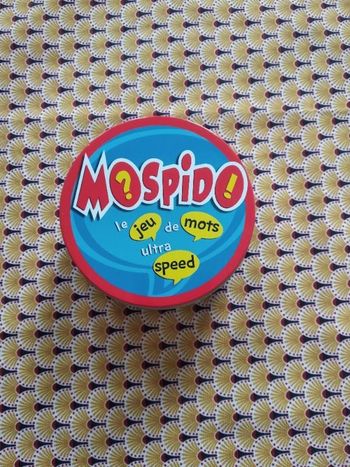 MOSPIDO
le jeu de mots
ultra
speed